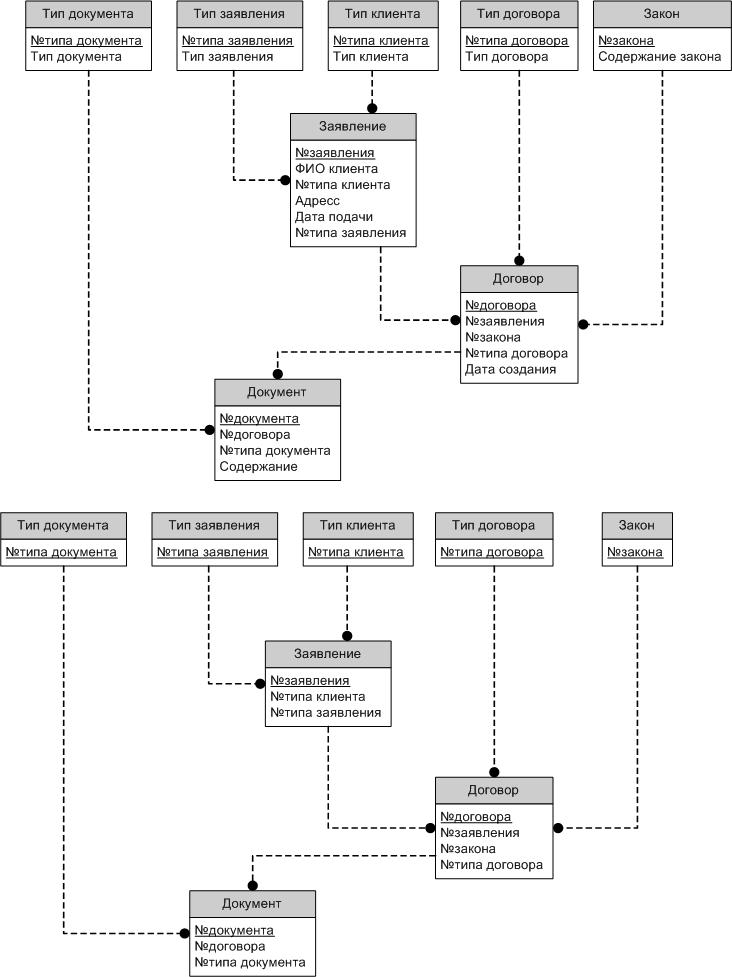 Тип документа
№типа документа
Тип документа
Тип заявления
№типа заявления
Тип заявления
Тип клиента
№типа клиента
Тип клиента
Тип договора
№типа договора
Тип договора
Закон
№закона
Содержание закона
Заявление
№заявления
ФИО клиента
№типа клиента
Адресс
Дата подачи
№типа заявления
Договор
№договора
№заявления
№закона
№типа договора
Дата создания
Документ
№документа
№договора
№типа документа
Содержание
Тип документа
№типа документа
Тип заявления
№типа заявления
Тип клиента
№типа клиента
Тип договора
№типа договора
Закон
№закона
Заявление
№заявления
№типа клиента
№типа заявления
Договор
№договора
№заявления
№закона
№типа договора
Документ
№документа
№договора
№типа документа